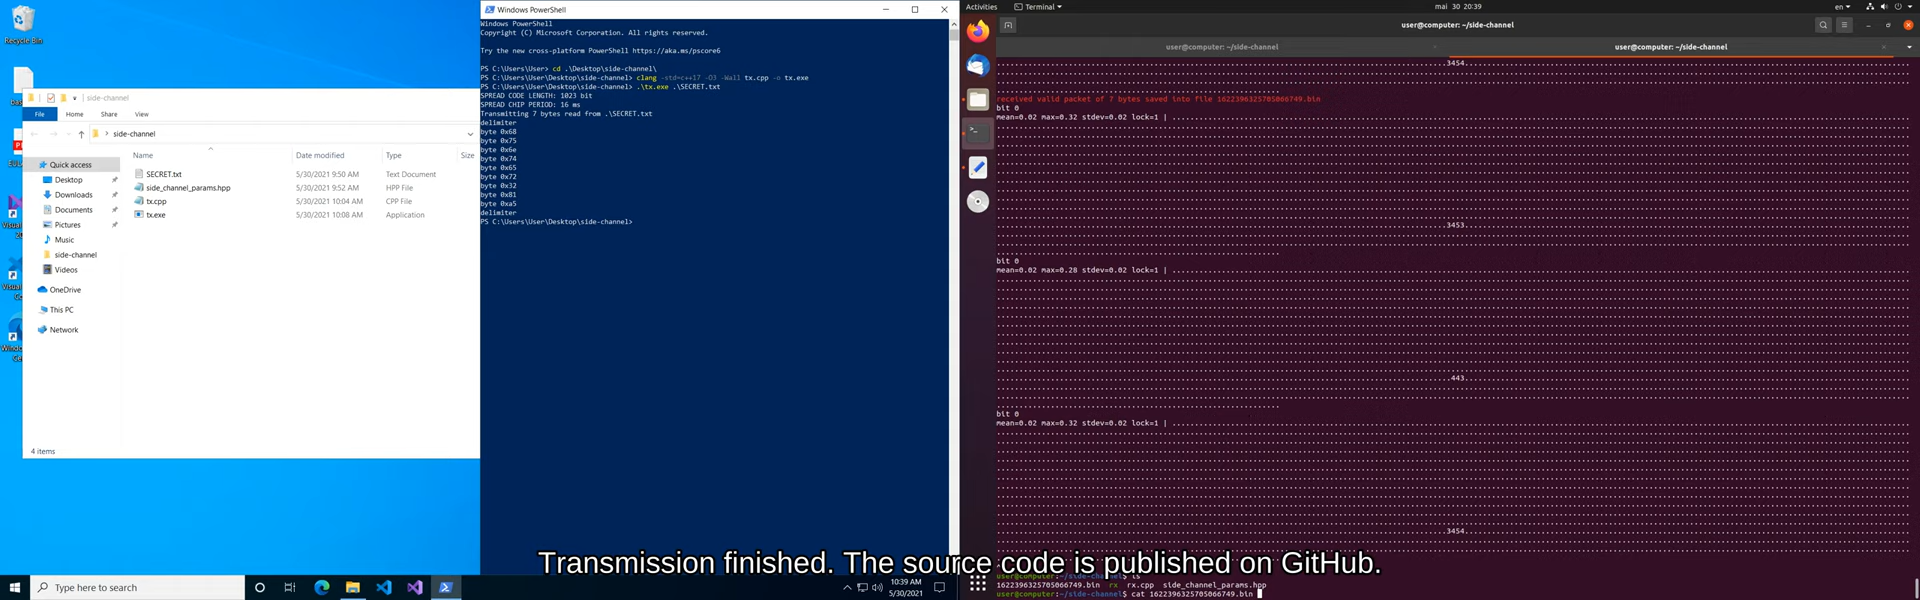 Recycle Bin
side-channel
File Home Share View
side-channel
Name Date modified Type Size
Quick access
Desktop
Downloads
Documents
Pictures
Music
side-channel
Videos
OneDrive
This PC
Network
SECRET.txt 5/30/2021 9:50 AM Text Document
side_channel_params.hpp 5/30/2021 9:52 AM HPP File
tx.cpp 5/30/2021 10:04 AM CPP File
tx.exe 5/30/2021 10:08 AM Application
4 items
Windows PowerShell
Windows PowerShell
Copyright (C) Microsoft Corporation. All rights reserved.
Try the new cross-platform PowerShell https://aka.ms/pscore6
PS C:\Users\User> cd .\Desktop\side-channel\
PS C:\Users\User\Desktop\side-channel> clang -std=c++17 -O3 -Wall tx.cpp -o tx.exe
PS C:\Users\User\Desktop\side-channel> .\tx.exe .\SECRET.txt
SPREAD CODE LENGTH: 1023 bit
SPREAD CHIP PERIOD: 16 ms
Transmitting 7 bytes read from .\SECRET.txt
delimiter
byte 0x68
byte 0x75
byte 0x6e
byte 0x74
byte 0x65
byte 0x72
byte 0x32
byte 0x81
byte 0xa5
delimiter
PS C:\Users\User\Desktop\side-channel>
Activities Terminal mai 30 20:39 en
user@computer: ~/side-channel
user@computer: ~/side-channel user@computer: ~/side-channel
.3454.
received valid packet of 7 bytes saved into file 1622396325705066749.bin
bit 0
mean=0.02 max=0.32 stdev=0.02 lock=1 |
.3453.
bit 0
mean=0.02 max=0.28 stdev=0.02 lock=1 |
.443.
bit 0
mean=0.02 max=0.32 stdev=0.02 lock=1 |
.3454.
user@computer:~/side-channel$ ls
1622396325705066749.bin rx rx.cpp side_channel_params.hpp
user@computer:~/side-channel$ cat 1622396325705066749.bin
Transmission finished. The source code is published on GitHub.
Type here to search
10:39 AM
5/30/2021